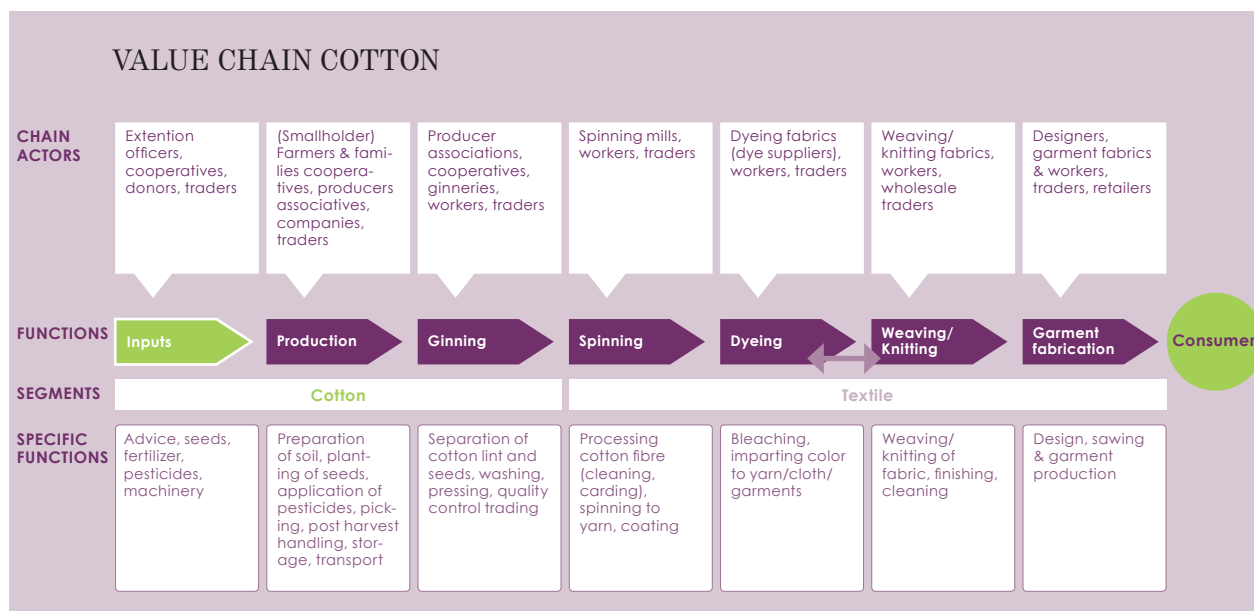 VALUE CHAIN COTTON
CHAIN
ACTORS
Extention
officers,
cooperatives,
donors, traders
(Smallholder)
Farmers & fami-
lies coopera-
tives, producers
associatives,
companies,
traders
Producer
associations,
cooperatives,
ginneries,
workers, traders
Spinning mills,
workers, traders
Dyeing fabrics
(dye suppliers),
workers, traders
Weaving/
knitting fabrics,
workers,
wholesale
traders
Designers,
garment fabrics
& workers,
traders, retailers
FUNCTIONS
Inputs
Production
Ginning
Spinning
Dyeing
Weaving/
Knitting
Garment
fabrication
Consumer
SEGMENTS
Cotton
Textile
SPECIFIC
FUNCTIONS
Advice, seeds,
fertilizer,
pesticides,
machinery
Preparation
of soil, plant-
ing of seeds,
application of
pesticides, pick-
ing, post harvest
handling, stor-
age, transport
Separation of
cotton lint and
seeds, washing,
pressing, quality
control trading
Processing
cotton fibre
(cleaning,
carding),
spinning to
yarn, coating
Bleaching,
imparting color
to yarn/cloth/
garments
Weaving/
knitting of
fabric, finishing,
cleaning
Design, sawing
& garment
production